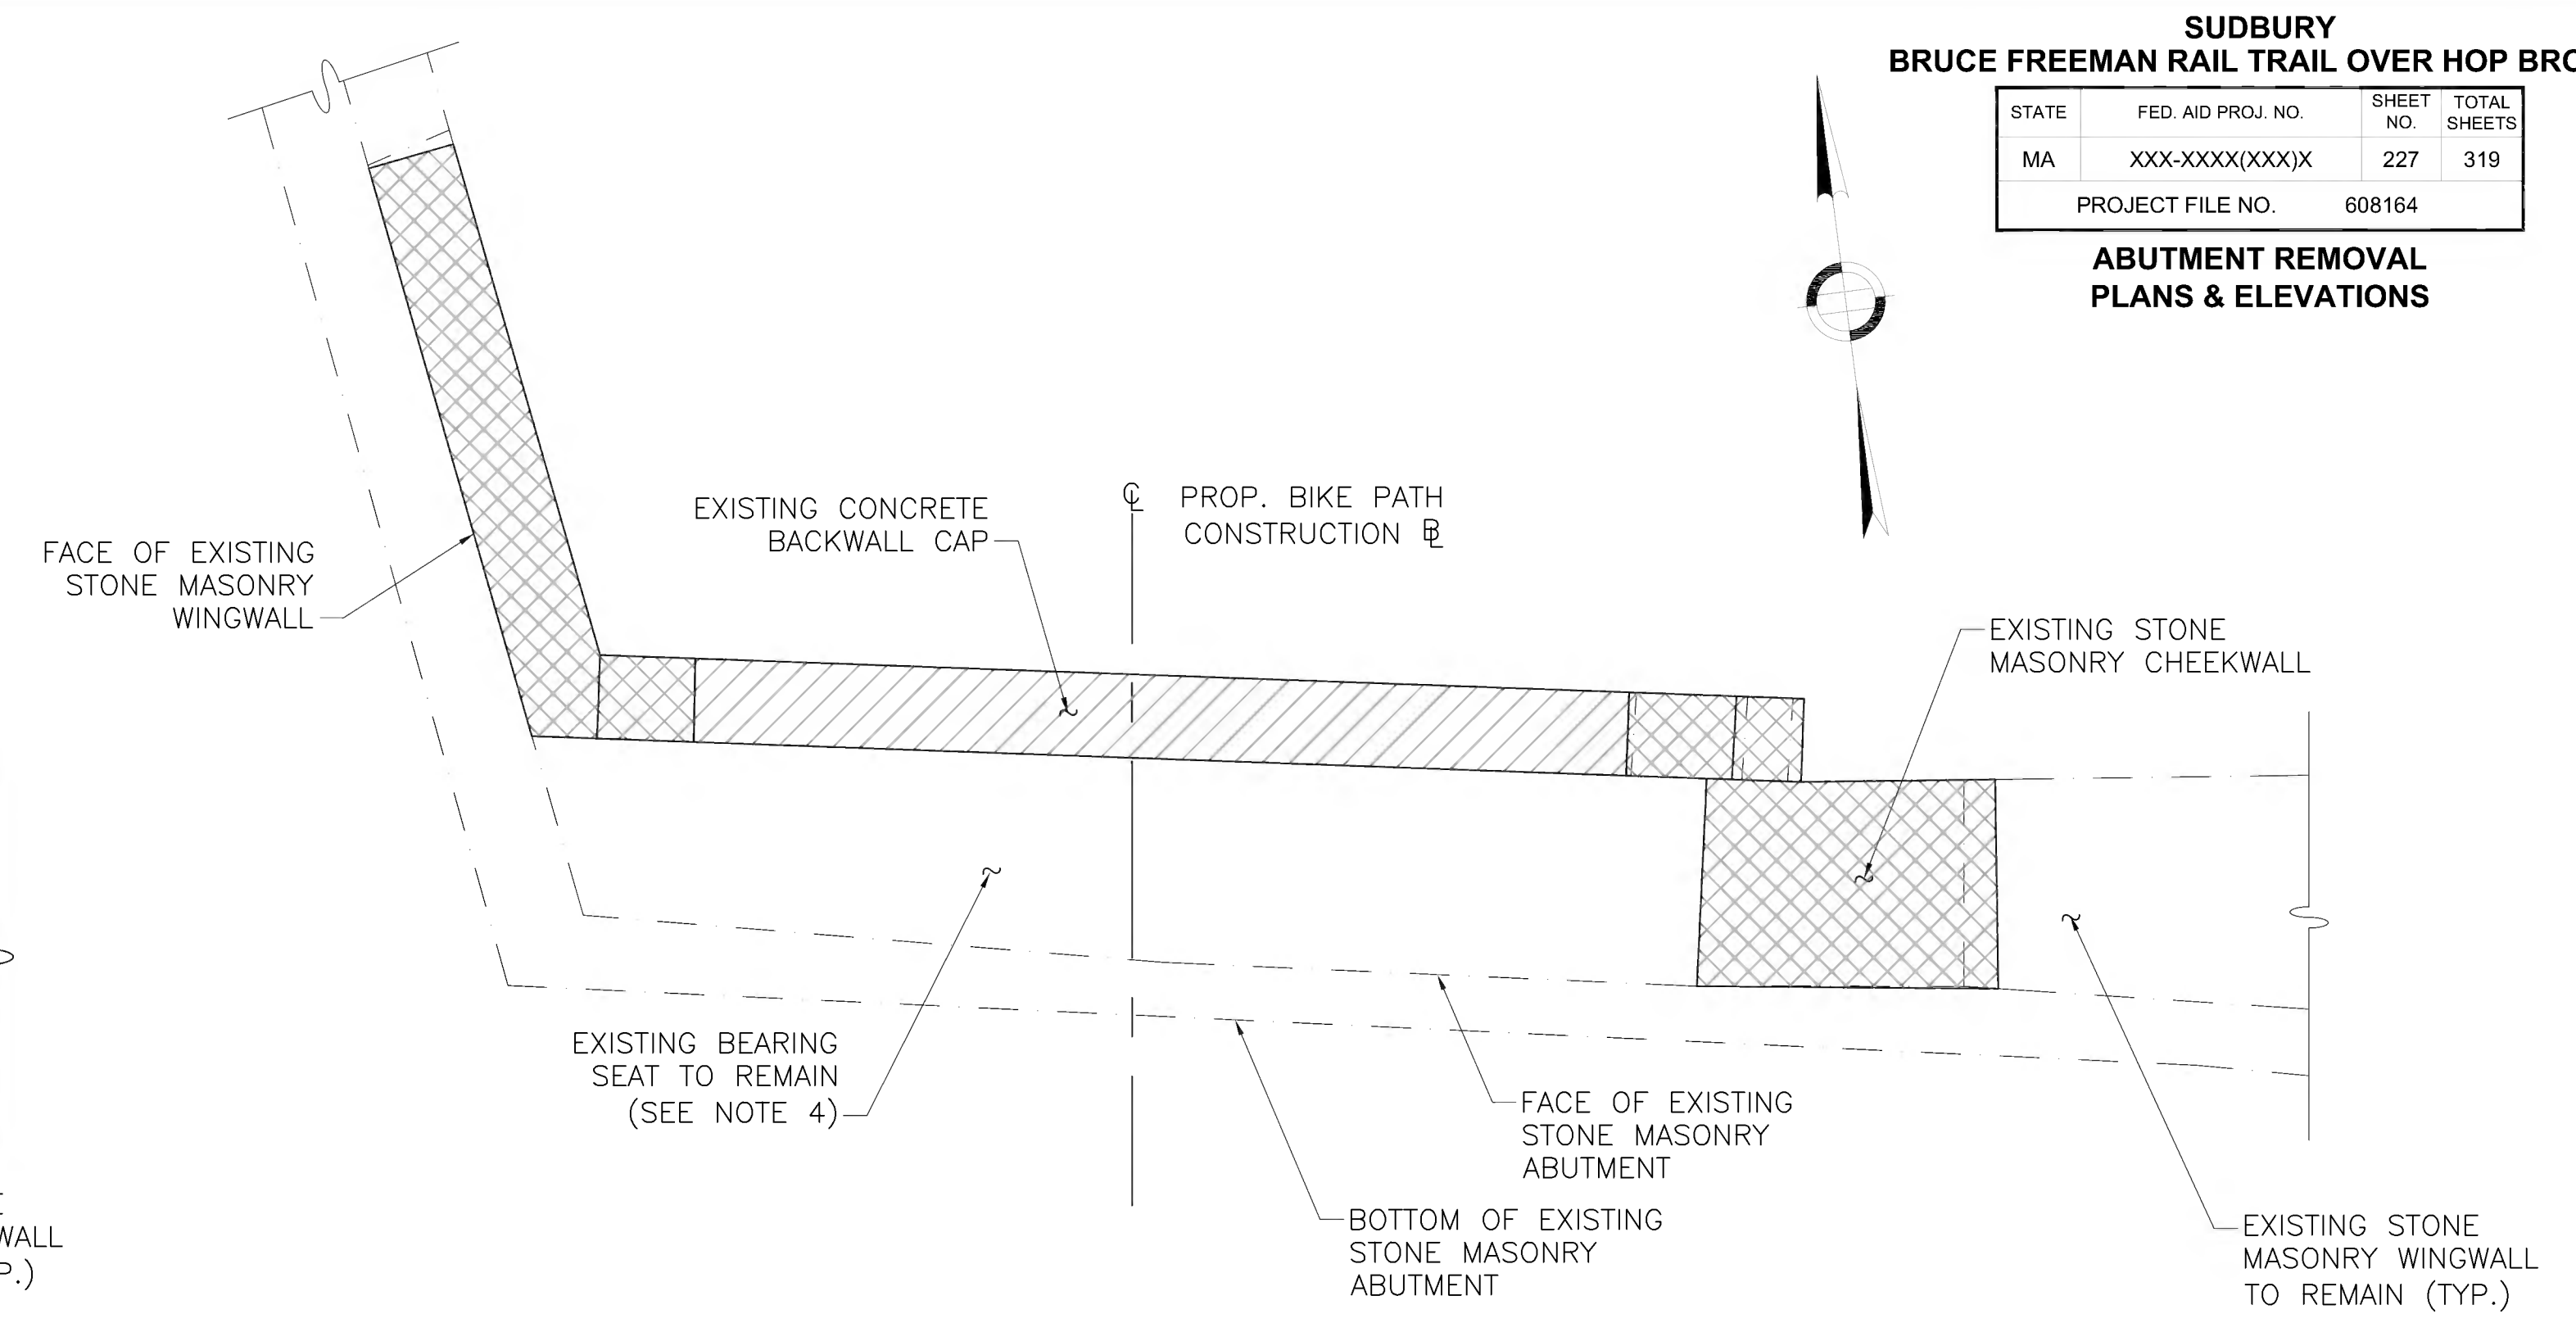 SUDBURY
BRUCE FREEMAN RAIL TRAIL OVER HOP
STATE FED. AID PROJ. NO. SHEET NO. TOTAL SHEETS
MA XXX-XXXX(XXX)X 227 319
PROJECT FILE NO. 608164
ABUTMENT REMOVAL
PLANS & ELEVATIONS
EXISTING CONCRETE
BACKWALL CAP
℄ PROP. BIKE PATH
CONSTRUCTION BL
FACE OF EXISTING
STONE MASONRY
WINGWALL
EXISTING STONE
MASONRY CHEEKWALL
EXISTING BEARING
SEAT TO REMAIN
(SEE NOTE 4)
FACE OF EXISTING
STONE MASONRY
ABUTMENT
BOTTOM OF EXISTING
STONE MASONRY
ABUTMENT
EXISTING STONE
MASONRY WINGWALL
TO REMAIN (TYP.)
WALL
P.)